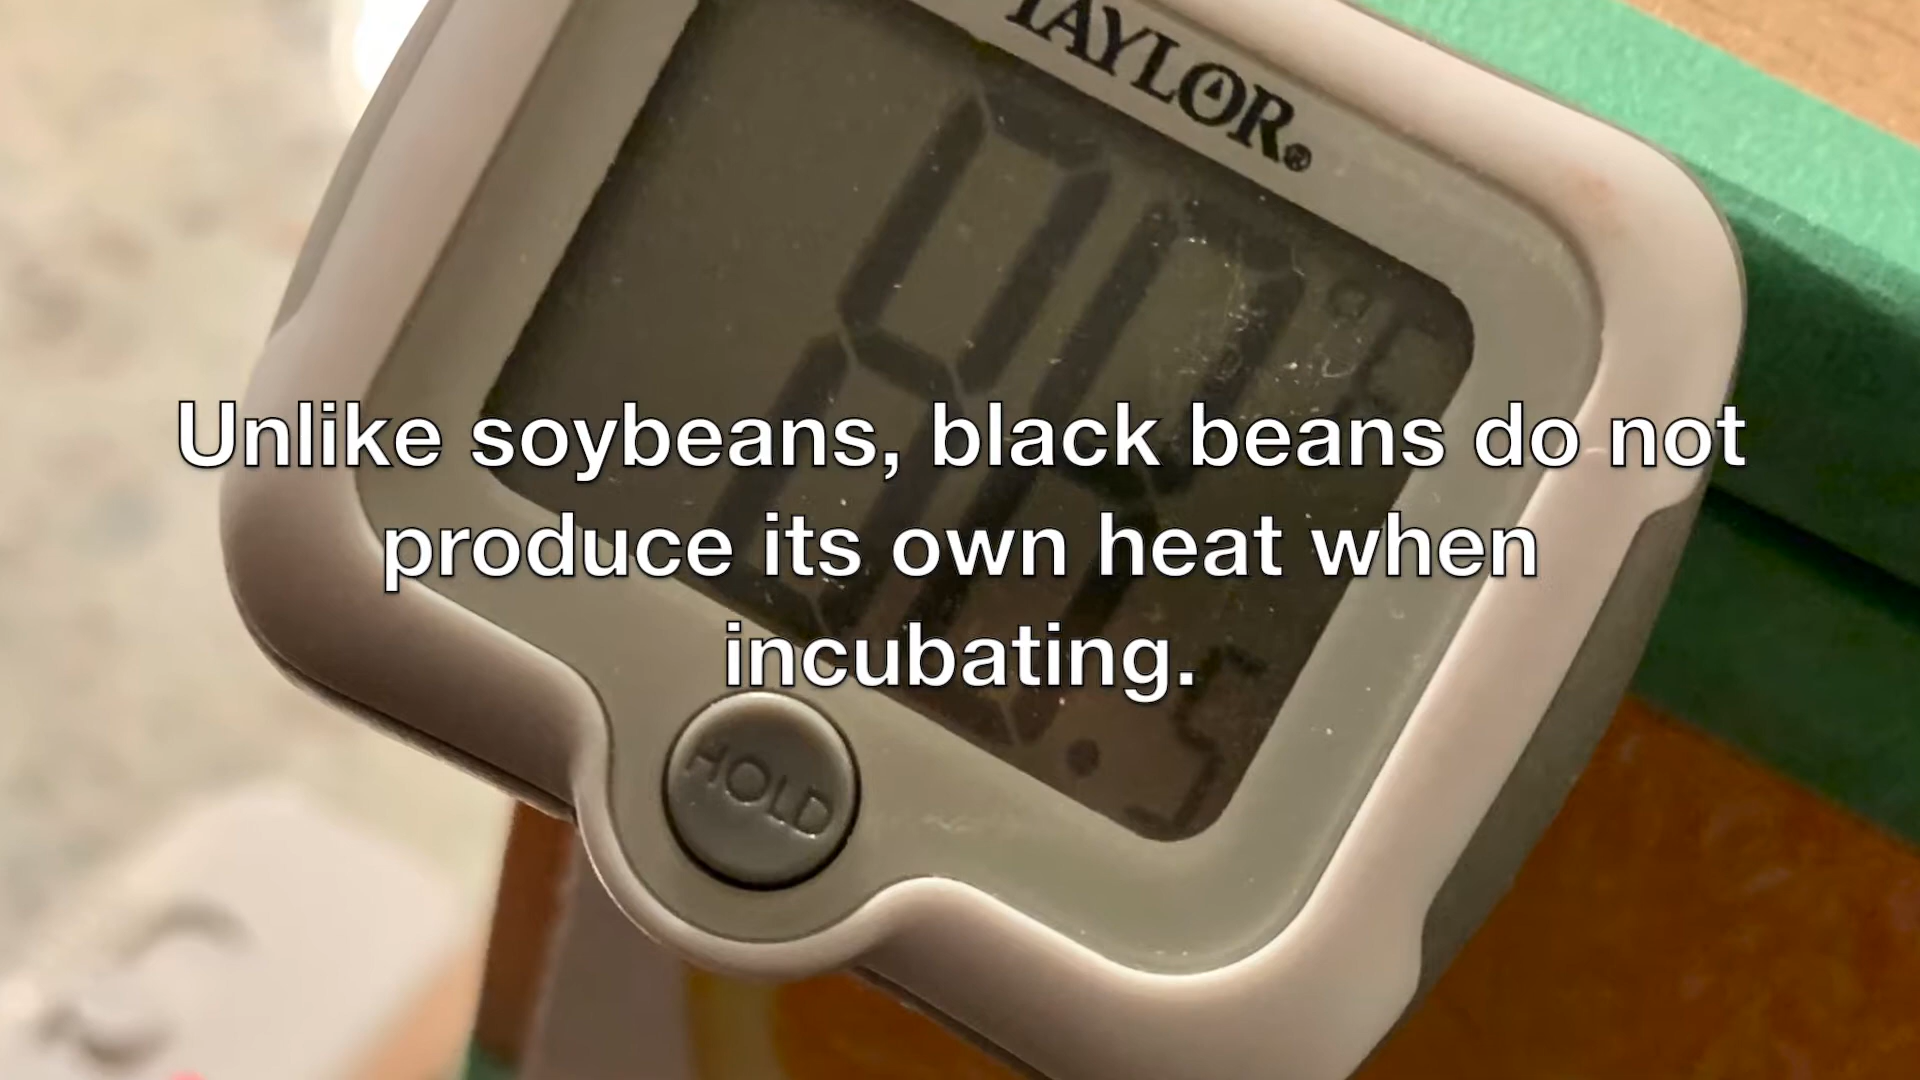 TAYLOR®
Unlike soybeans, black beans do not
produce its own heat when
incubating.
HOLD